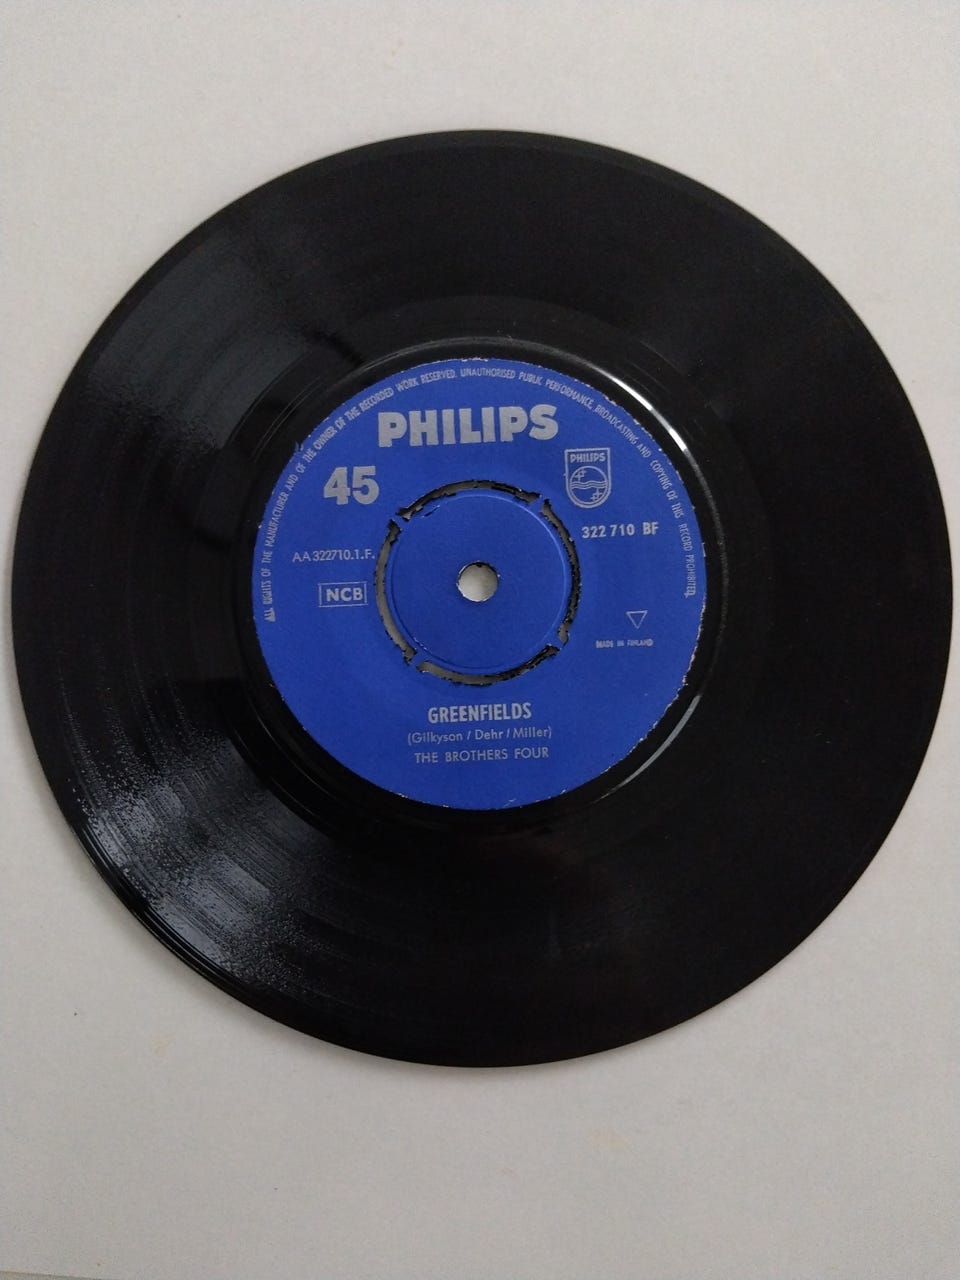 ALL RIGHTS OF THE MANUFACTURER AND OF THE OWNER OF THE RECORDED WORK RESERVED. UNAUTHORISED PUBLIC PERFORMANCE, BROADCASTING AND COPYING OF THIS RECORD PROHIBITED.
PHILIPS
45
PHILIPS
322 710 BF
AA 322710.1.F.
NCB
MADE IN FINLAND
GREENFIELDS
(Gilkyson / Dehr / Miller)
THE BROTHERS FOUR